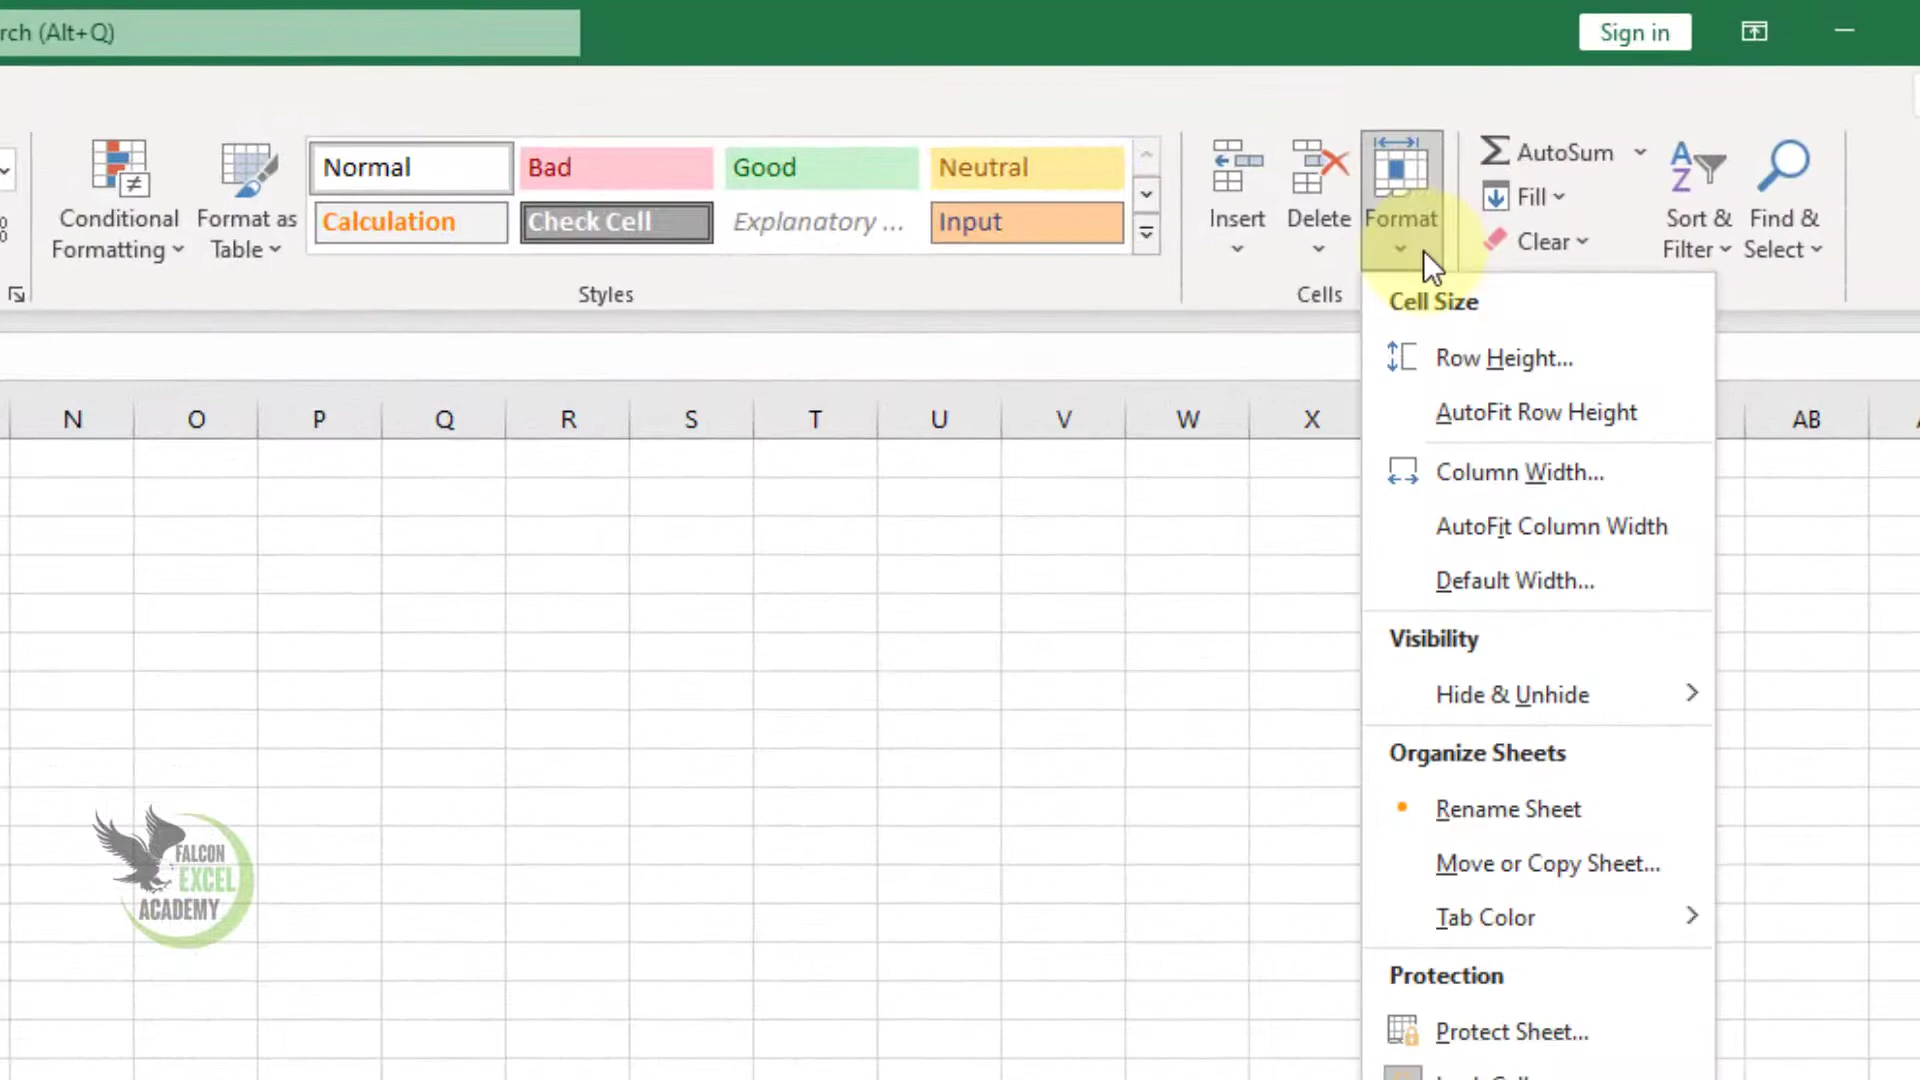 rch (Alt+Q)
Sign in
Conditional
Formatting
Format as
Table
Normal
Bad
Good
Neutral
Calculation
Check Cell
Explanatory ...
Input
Styles
Insert
Delete
Format
Cells
AutoSum
Fill
Clear
Sort &
Filter
Find &
Select
Cell Size
Row Height...
AutoFit Row Height
Column Width...
AutoFit Column Width
Default Width...
Visibility
Hide & Unhide
Organize Sheets
Rename Sheet
Move or Copy Sheet...
Tab Color
Protection
Protect Sheet...
N O P Q R S T U V W X AB
FALCON
EXCEL
ACADEMY